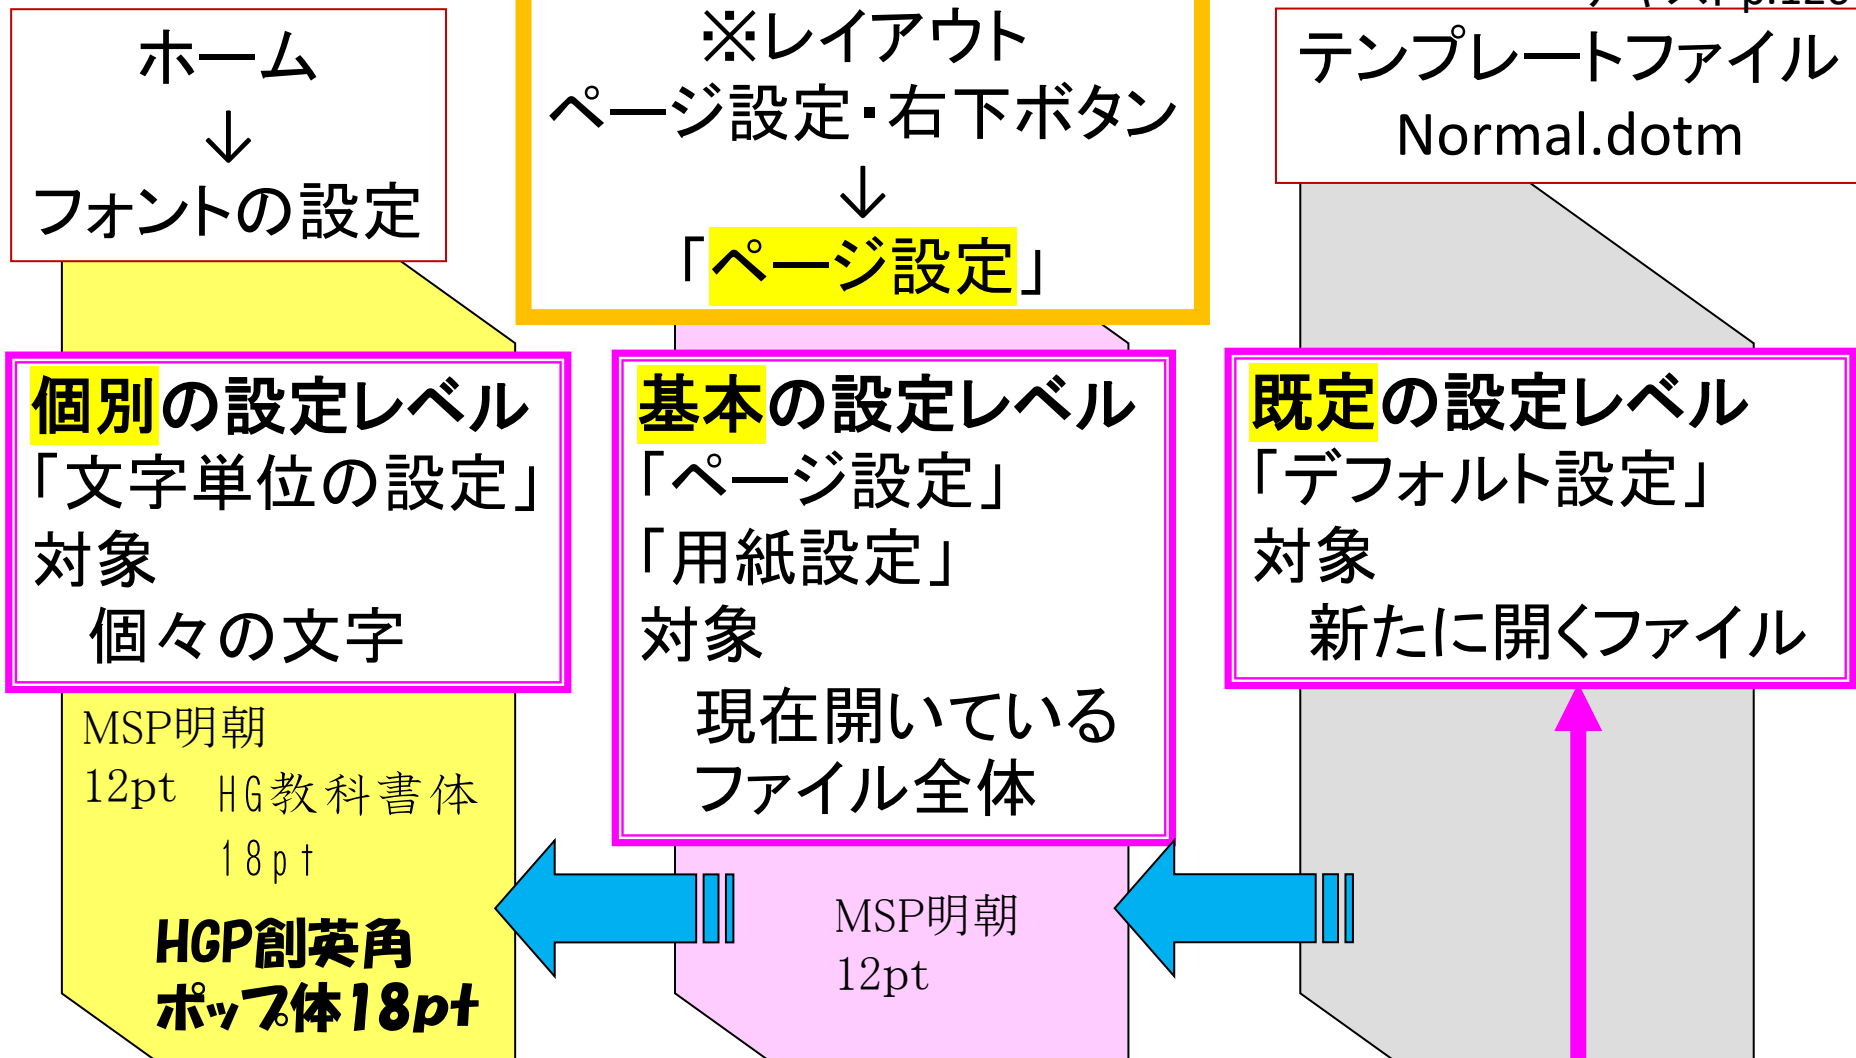 ホーム
↓
フォントの設定
※レイアウト
ページ設定・右下ボタン
↓
「ページ設定」
テンプレートファイル
Normal.dotm
個別の設定レベル
「文字単位の設定」
対象
個々の文字
MSP明朝
12pt
HG教科書体
18pt
HGP創英角
ポップ体18pt
基本の設定レベル
「ページ設定」
「用紙設定」
対象
現在開いている
ファイル全体
MSP明朝
12pt
既定の設定レベル
「デフォルト設定」
対象
新たに開くファイル